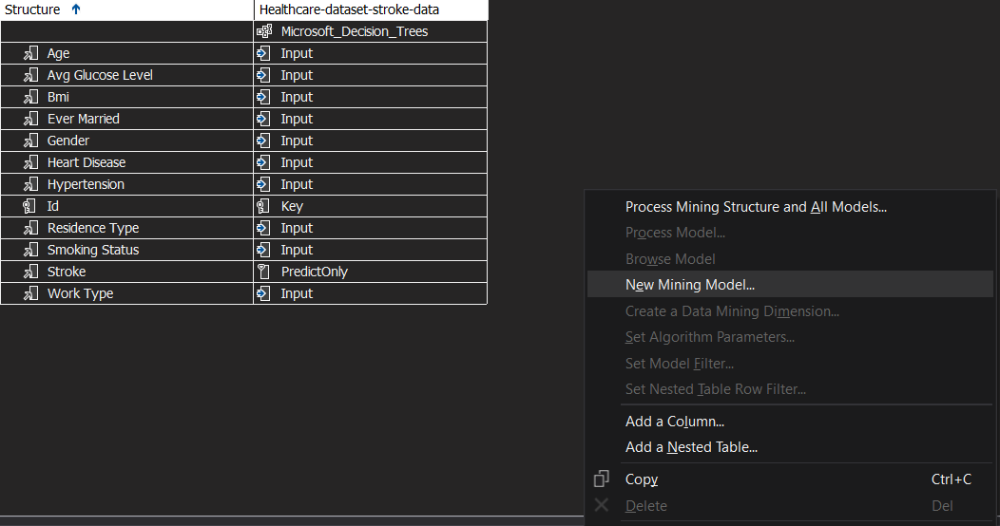 Structure Healthcare-dataset-stroke-data
Microsoft_Decision_Trees
Age Input
Avg Glucose Level Input
Bmi Input
Ever Married Input
Gender Input
Heart Disease Input
Hypertension Input
Id Key
Residence Type Input
Smoking Status Input
Stroke PredictOnly
Work Type Input
Process Mining Structure and All Models...
Process Model...
Browse Model
New Mining Model...
Create a Data Mining Dimension...
Set Algorithm Parameters...
Set Model Filter...
Set Nested Table Row Filter...
Add a Column...
Add a Nested Table...
Copy Ctrl+C
Delete Del